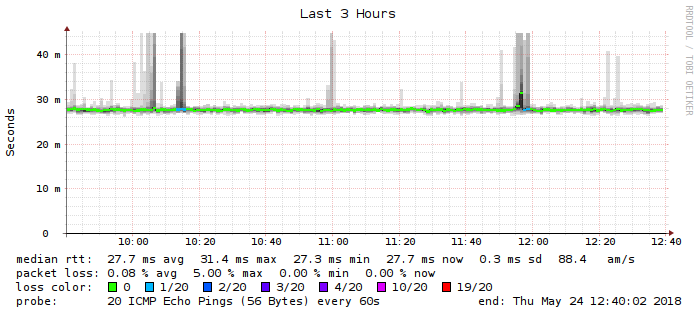 Last 3 Hours
RRDTOOL / TOBI OETIKER
Seconds
40 m
30 m
20 m
10 m
0
10:00 10:20 10:40 11:00 11:20 11:40 12:00 12:20 12:40
median rtt: 27.7 ms avg 31.4 ms max 27.3 ms min 27.7 ms now 0.3 ms sd 88.4 am/s
packet loss: 0.08 % avg 5.00 % max 0.00 % min 0.00 % now
loss color: 0 1/20 2/20 3/20 4/20 10/20 19/20
probe: 20 ICMP Echo Pings (56 Bytes) every 60s end: Thu May 24 12:40:02 2018